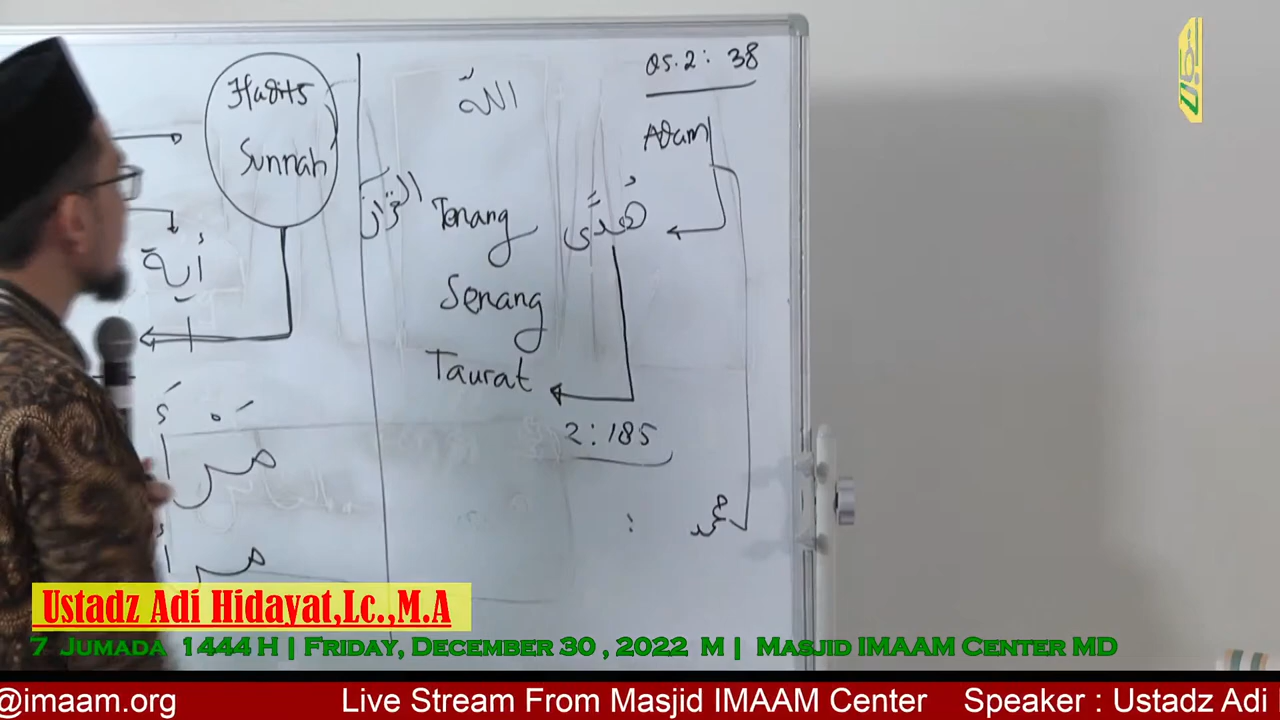 Hadits
Sunnah
أية
الله
القرآن
QS. 2 : 38
Adam
هُدًى
Tenang
Senang
Taurat
2 : 185
محمد :
Ustadz Adi Hidayat,Lc.,M.A
7 Jumada 1444 H | Friday, December 30 , 2022 M | Masjid IMAAM Center MD
@imaam.org Live Stream From Masjid IMAAM Center Speaker : Ustadz Adi